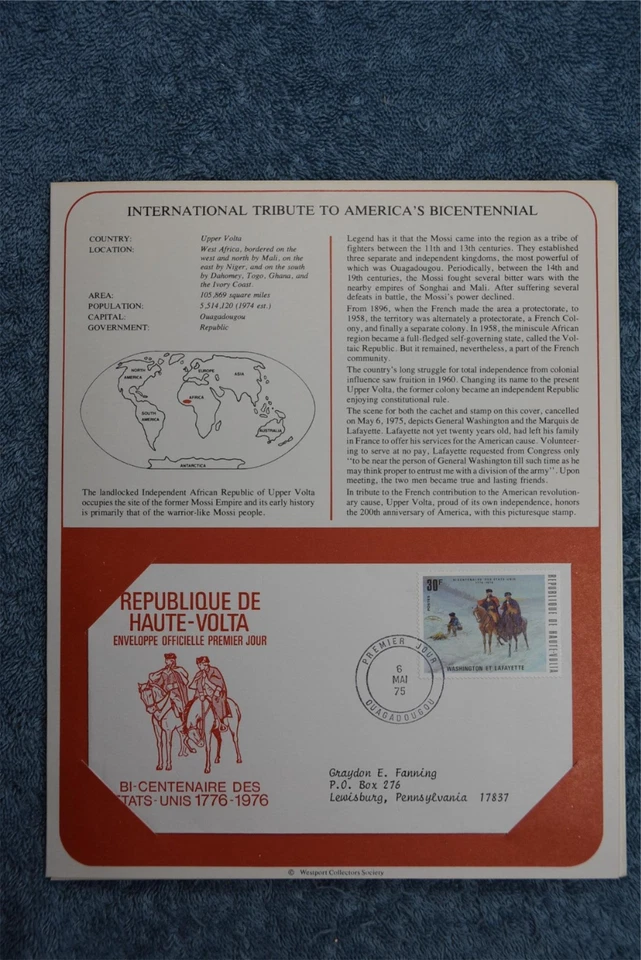 INTERNATIONAL TRIBUTE TO AMERICA'S BICENTENNIAL
COUNTRY: Upper Volta
LOCATION: West Africa, bordered on the
west and north by Mali, on the
east by Niger, and on the south
by Dahomey, Togo, Ghana, and
the Ivory Coast.
AREA: 105,869 square miles
POPULATION: 5,514,120 (1974 est.)
CAPITAL: Ouagadougou
GOVERNMENT: Republic
NORTH
AMERICA
EUROPE
ASIA
AFRICA
SOUTH
AMERICA
AUSTRALIA
ANTARCTICA
The landlocked Independent African Republic of Upper Volta
occupies the site of the former Mossi Empire and its early history
is primarily that of the warrior-like Mossi people.
Legend has it that the Mossi came into the region as a tribe of
fighters between the 11th and 13th centuries. They established
three separate and independent kingdoms, the most powerful of
which was Ouagadougou. Periodically, between the 14th and
19th centuries, the Mossi fought several bitter wars with the
nearby empires of Songhai and Mali. After suffering several
defeats in battle, the Mossi's power declined.
From 1896, when the French made the area a protectorate, to
1958, the territory was alternately a protectorate, a French Col-
ony, and finally a separate colony. In 1958, the miniscule African
region became a full-fledged self-governing state, called the Vol-
taic Republic. But it remained, nevertheless, a part of the French
community.
The country's long struggle for total independence from colonial
influence saw fruition in 1960. Changing its name to the present
Upper Volta, the former colony became an independent Republic
enjoying constitutional rule.
The scene for both the cachet and stamp on this cover, cancelled
on May 6, 1975, depicts General Washington and the Marquis de
Lafayette. Lafayette not yet twenty years old, had left his family
in France to offer his services for the American cause. Volunteer-
ing to serve at no pay, Lafayette requested from Congress only
"to be near the person of General Washington till such time as he
may think proper to entrust me with a division of the army". Upon
meeting, the two men became true and lasting friends.
In tribute to the French contribution to the American revolution-
ary cause, Upper Volta, proud of its own independence, honors
the 200th anniversary of America, with this picturesque stamp.
REPUBLIQUE DE
HAUTE-VOLTA
ENVELOPPE OFFICIELLE PREMIER JOUR
BI-CENTENAIRE DES
TATS-UNIS 1776-1976
30F
BICENTENAIRE DES ETATS UNIS
1776 1976
POSTES
REPUBLIQUE DE HAUTE-VOLTA
WASHINGTON ET LAFAYETTE
PREMIER JOUR
6
MAI
75
OUAGADOUGOU
Graydon E. Fanning
P.O. Box 276
Lewisburg, Pennsylvania 17837
© Westport Collectors Society